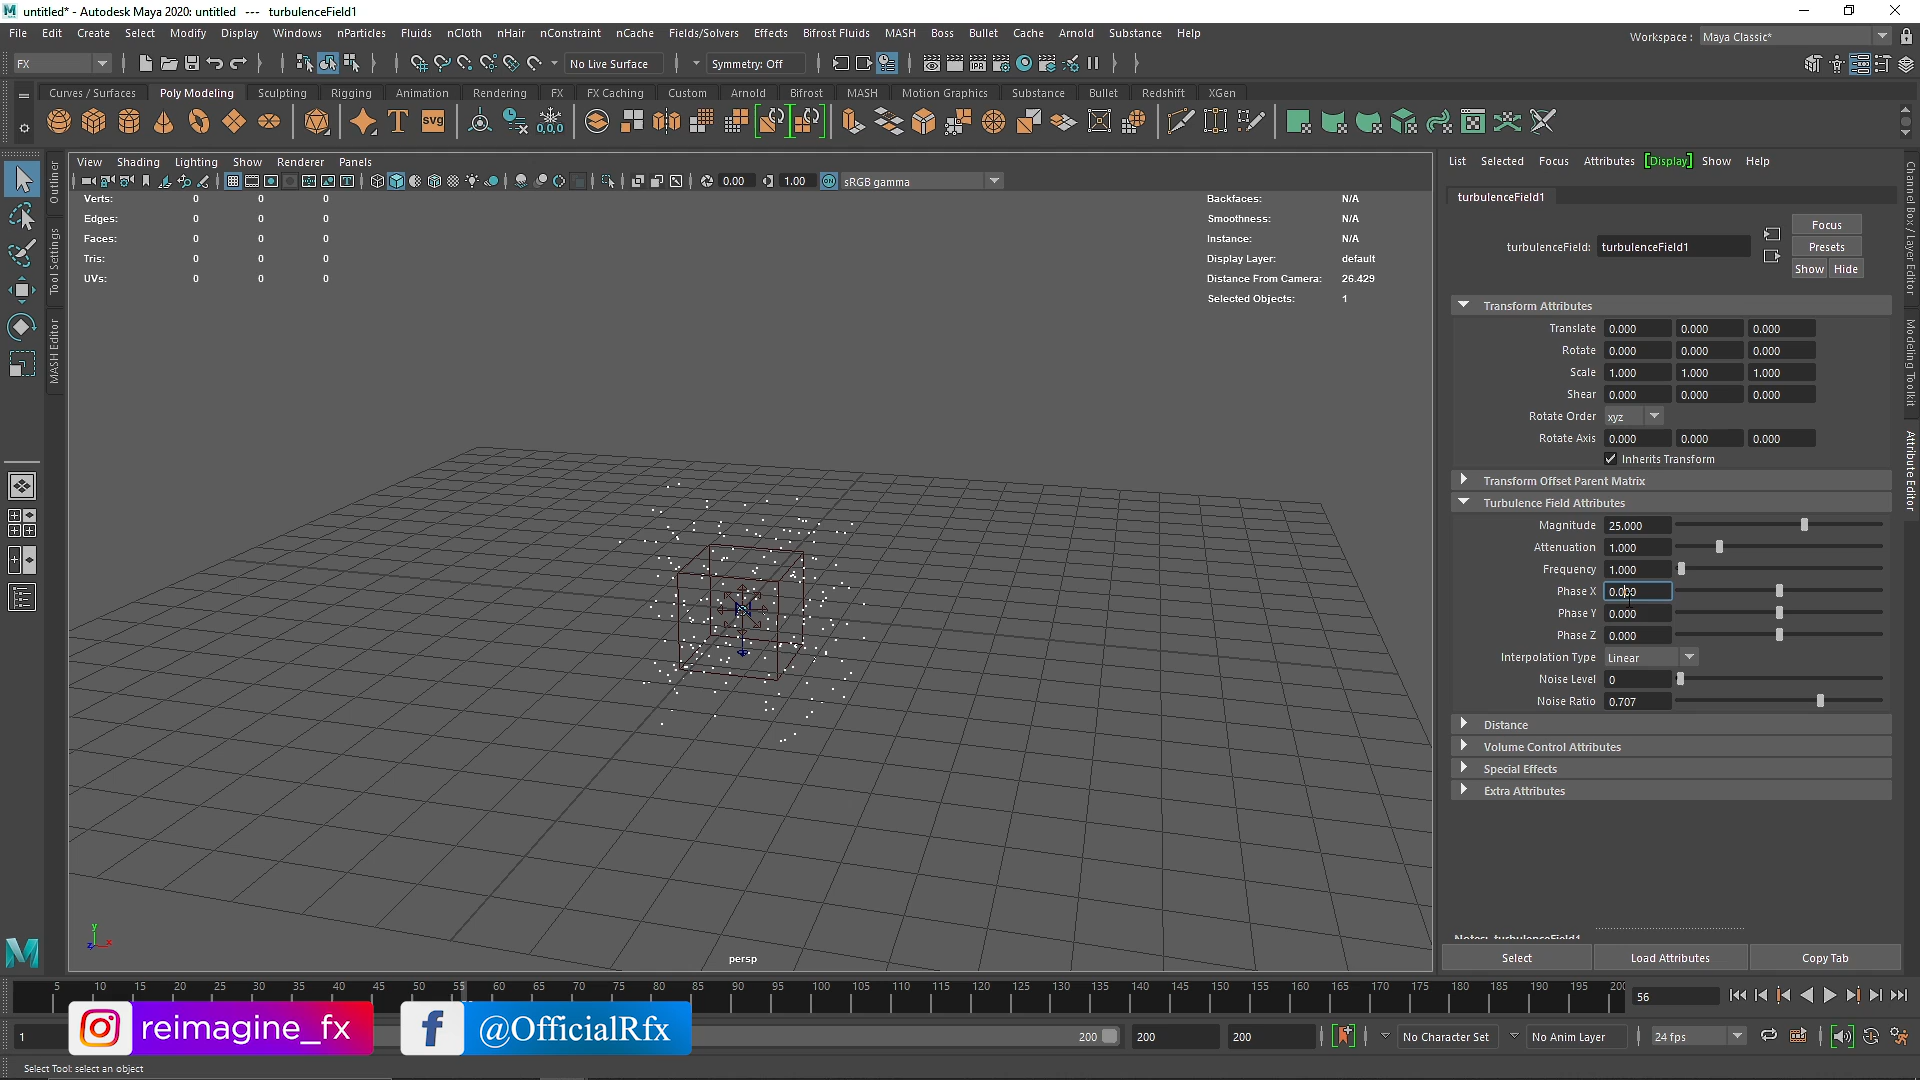 untitled* - Autodesk Maya 2020: untitled   ---   turbulenceField1
File Edit Create Select Modify Display Windows nParticles Fluids nCloth nHair nConstraint nCache Fields/Solvers Effects Bifrost Fluids MASH Boss Bullet Cache Arnold Substance Help
Workspace : Maya Classic*
FX No Live Surface Symmetry: Off
Curves / Surfaces Poly Modeling Sculpting Rigging Animation Rendering FX FX Caching Custom Arnold Bifrost MASH Motion Graphics Substance Bullet Redshift XGen
View Shading Lighting Show Renderer Panels
0.00 1.00 sRGB gamma
Verts: 0 0 0
Edges: 0 0 0
Faces: 0 0 0
Tris: 0 0 0
UVs: 0 0 0
Backfaces: N/A
Smoothness: N/A
Instance: N/A
Display Layer: default
Distance From Camera: 26.429
Selected Objects: 1
Outliner
Tool Settings
MASH Editor
persp
List Selected Focus Attributes Display Show Help
turbulenceField1
turbulenceField: turbulenceField1
Focus
Presets
Show Hide
Transform Attributes
Translate 0.000 0.000 0.000
Rotate 0.000 0.000 0.000
Scale 1.000 1.000 1.000
Shear 0.000 0.000 0.000
Rotate Order xyz
Rotate Axis 0.000 0.000 0.000
Inherits Transform
Transform Offset Parent Matrix
Turbulence Field Attributes
Magnitude 25.000
Attenuation 1.000
Frequency 1.000
Phase X 0.000
Phase Y 0.000
Phase Z 0.000
Interpolation Type Linear
Noise Level 0
Noise Ratio 0.707
Distance
Volume Control Attributes
Special Effects
Extra Attributes
Notes: turbulenceField1
Select Load Attributes Copy Tab
Channel Box / Layer Editor
Modeling Toolkit
Attribute Editor
5 10 15 20 25 30 35 40 45 50 55 60 65 70 75 80 85 90 95 100 105 110 115 120 125 130 135 140 145 150 155 160 165 170 175 180 185 190 195 200
56
1 200 200 200 No Character Set No Anim Layer 24 fps
reimagine_fx
@OfficialRfx
Select Tool: select an object